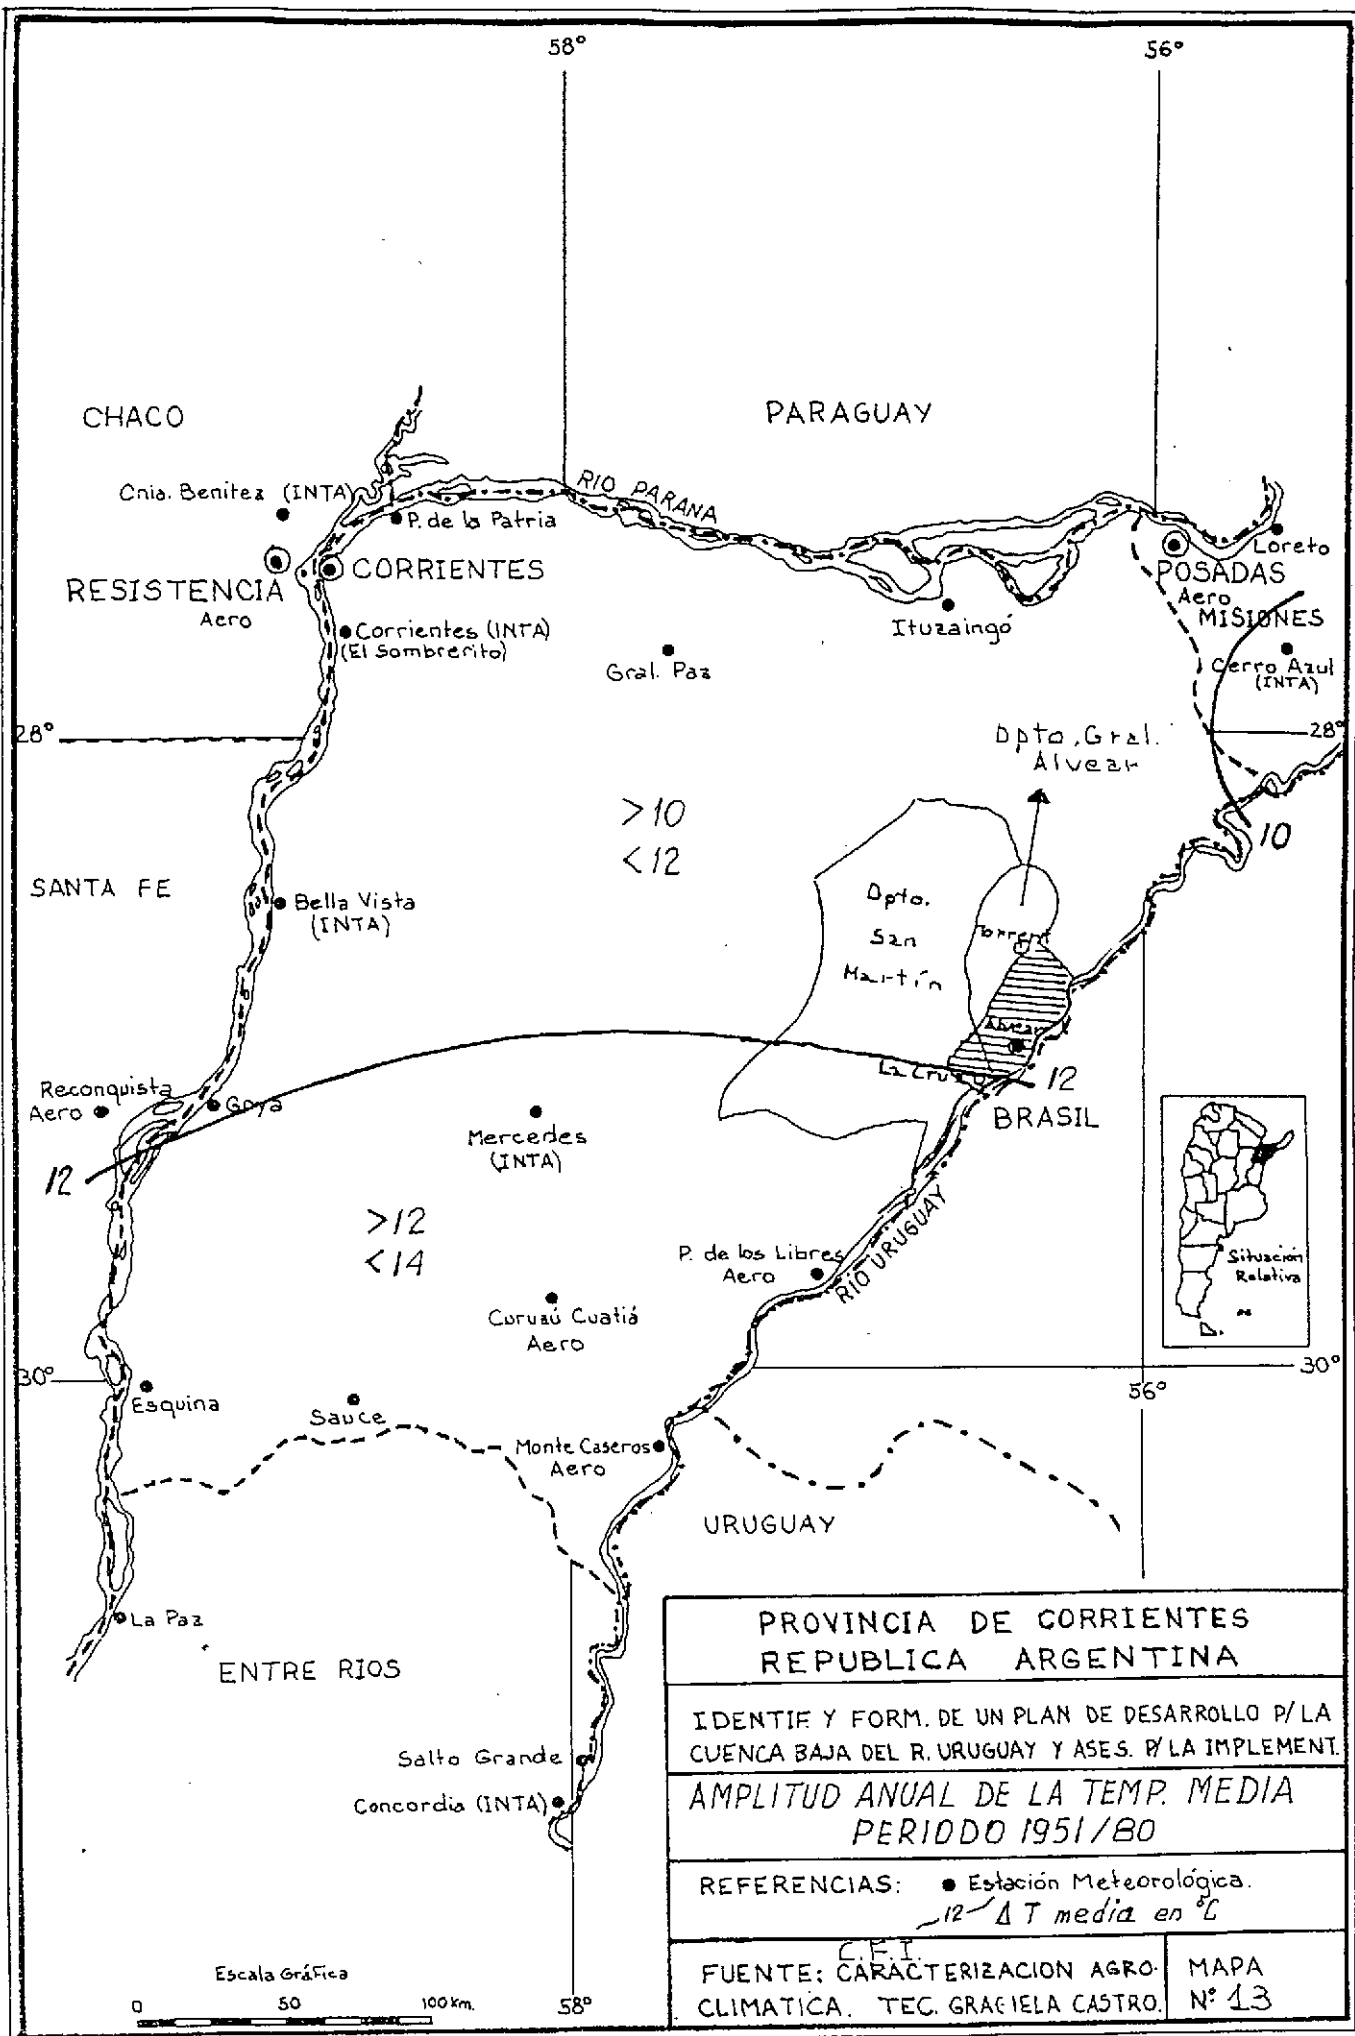 58°
56°
CHACO
PARAGUAY
Cnia. Benitez (INTA)
P. de la Patria
RIO PARANA
Loreto
RESISTENCIA
Aero
CORRIENTES
POSADAS
Aero
MISIONES
Corrientes (INTA)
(El Sombrerito)
Ituzaingó
Gral. Paz
Cerro Azul
(INTA)
28°
28°
Dpto. Gral.
Alvear
>10
<12
10
SANTA FE
Bella Vista
(INTA)
Dpto.
San
Martín
Torrent
Alvear
La Cruz
12
BRASIL
Reconquista
Aero
Goya
Mercedes
(INTA)
12
>12
<14
P. de los Libres
Aero
RIO URUGUAY
Situación
Relativa
Curuzú Cuatiá
Aero
30°
30°
56°
Esquina
Sauce
Monte Caseros
Aero
URUGUAY
La Paz
ENTRE RIOS
Salto Grande
Concordia (INTA)
PROVINCIA DE CORRIENTES
REPUBLICA ARGENTINA
IDENTIF. Y FORM. DE UN PLAN DE DESARROLLO P/ LA
CUENCA BAJA DEL R. URUGUAY Y ASES. P/ LA IMPLEMENT.
AMPLITUD ANUAL DE LA TEMP. MEDIA
PERIODO 1951/80
REFERENCIAS: ● Estación Meteorológica.
12 Δ T media en °C
C.F.I.
FUENTE: CARACTERIZACION AGRO-
CLIMATICA. TEC. GRACIELA CASTRO.
MAPA
Nº 13
Escala Gráfica
0 50 100 km.
58°